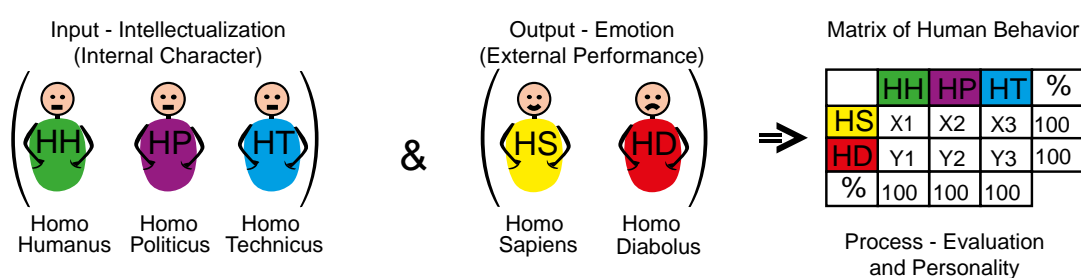 Input - Intellectualization
(Internal Character)
HH
HP
HT
Homo
Humanus
Homo
Politicus
Homo
Technicus
&
Output - Emotion
(External Performance)
HS
HD
Homo
Sapiens
Homo
Diabolus
Matrix of Human Behavior
HH HP HT %
HS X1 X2 X3 100
HD Y1 Y2 Y3 100
% 100 100 100
Process - Evaluation
and Personality